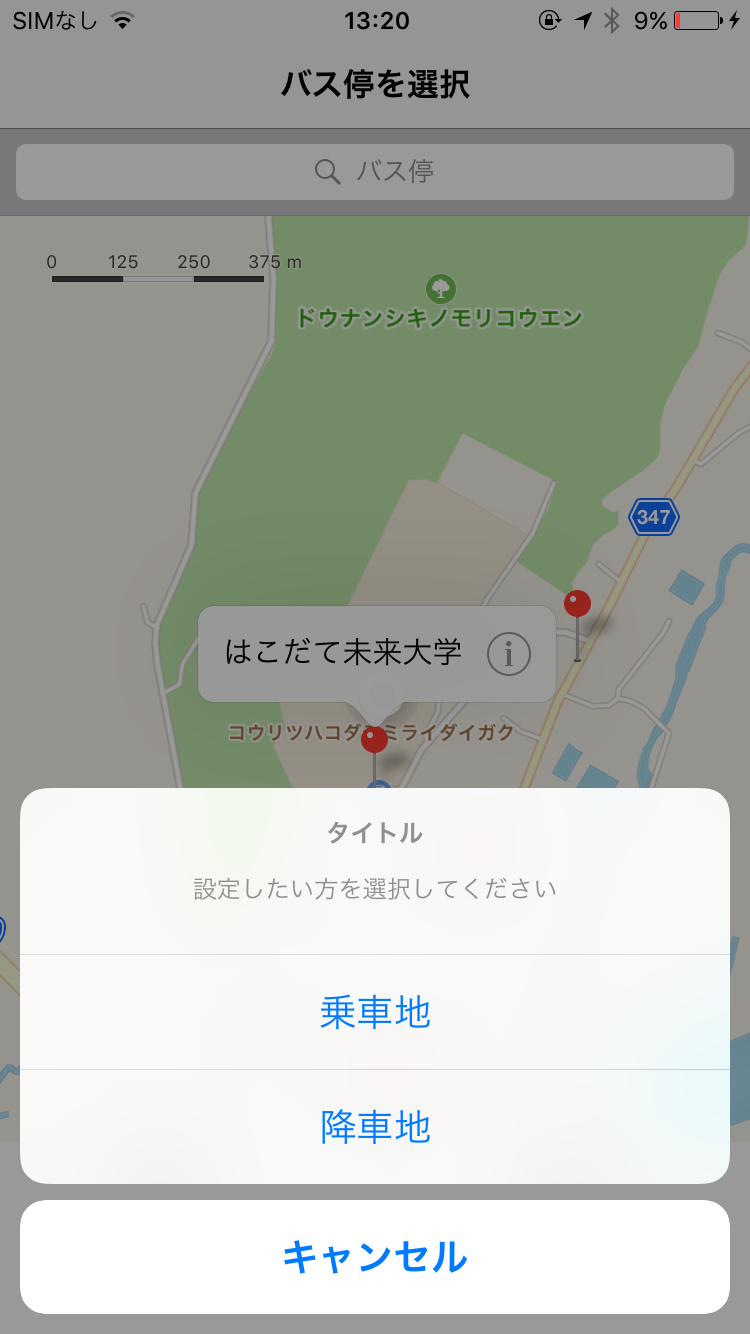 SIMなし 13:20 9%
バス停を選択
バス停
0 125 250 375 m
ドウナンシキノモリコウエン
347
はこだて未来大学
コウリツハコダ ミライダイガク
タイトル
設定したい方を選択してください
乗車地
降車地
キャンセル